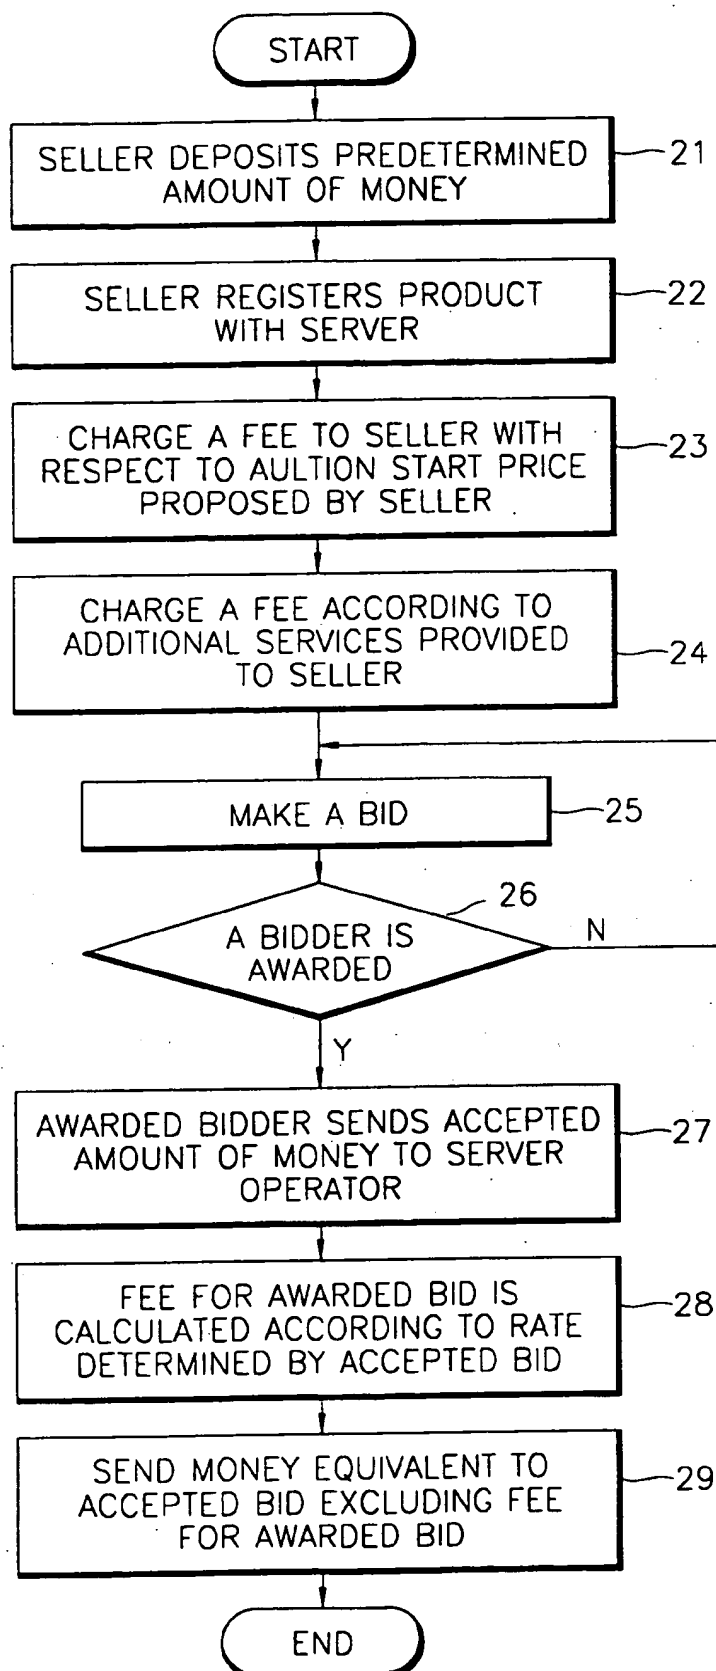 START
SELLER DEPOSITS PREDETERMINED
AMOUNT OF MONEY
21
SELLER REGISTERS PRODUCT
WITH SERVER
22
CHARGE A FEE TO SELLER WITH
RESPECT TO AULTION START PRICE
PROPOSED BY SELLER
23
CHARGE A FEE ACCORDING TO
ADDITIONAL SERVICES PROVIDED
TO SELLER
24
MAKE A BID
25
26
A BIDDER IS
AWARDED
N
Y
AWARDED BIDDER SENDS ACCEPTED
AMOUNT OF MONEY TO SERVER
OPERATOR
27
FEE FOR AWARDED BID IS
CALCULATED ACCORDING TO RATE
DETERMINED BY ACCEPTED BID
28
SEND MONEY EQUIVALENT TO
ACCEPTED BID EXCLUDING FEE
FOR AWARDED BID
29
END